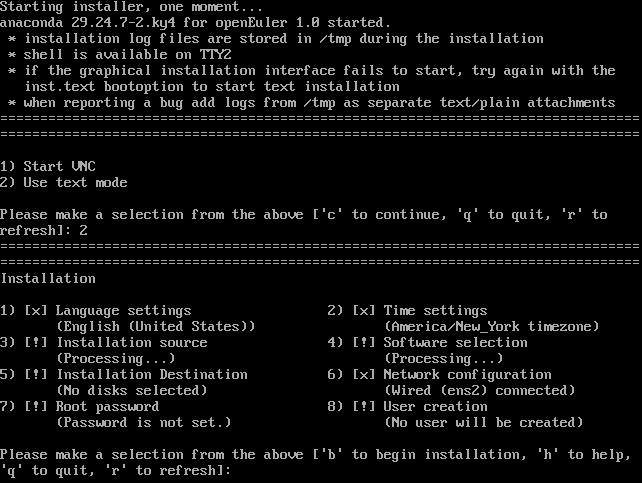 Starting installer, one moment...
anaconda 29.24.7-2.ky4 for openEuler 1.0 started.
 * installation log files are stored in /tmp during the installation
 * shell is available on TTY2
 * if the graphical installation interface fails to start, try again with the
   inst.text bootoption to start text installation
 * when reporting a bug add logs from /tmp as separate text/plain attachments
================================================================================
================================================================================
1) Start VNC
2) Use text mode
Please make a selection from the above ['c' to continue, 'q' to quit, 'r' to
refresh]: 2
================================================================================
================================================================================
Installation
1) [x] Language settings                 2) [x] Time settings
       (English (United States))                (America/New_York timezone)
3) [!] Installation source               4) [!] Software selection
       (Processing...)                          (Processing...)
5) [!] Installation Destination          6) [x] Network configuration
       (No disks selected)                      (Wired (ens2) connected)
7) [!] Root password                     8) [!] User creation
       (Password is not set.)                   (No user will be created)
Please make a selection from the above ['b' to begin installation, 'h' to help,
'q' to quit, 'r' to refresh]: